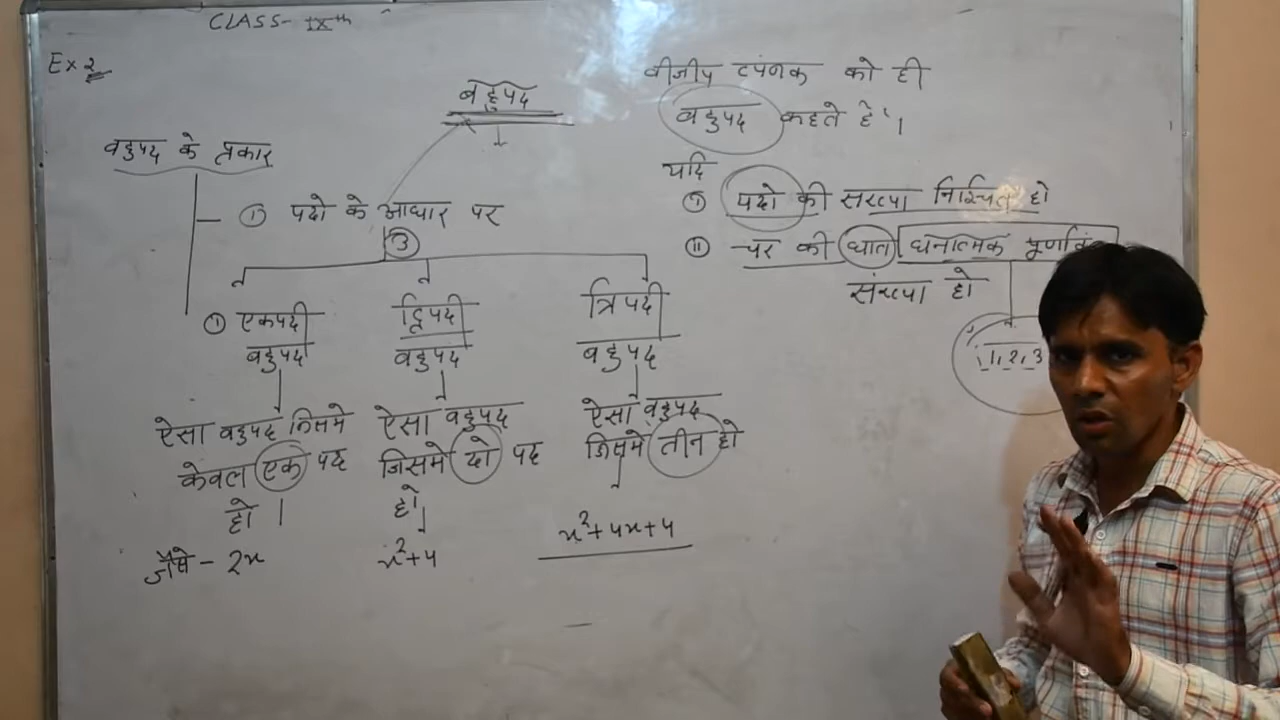 CLASS- IXth
Ex 2
बहुपद
बीजीय व्यंजक को ही
बहुपद कहते है।
यदि
① पदो की संख्या निश्चित हो
② चर की घात धनात्मक पूर्णांक
संख्या हो
1, 2, 3
बहुपद के प्रकार
① पदो के आधार पर
③
① एकपदी
बहुपद
द्विपदी
बहुपद
त्रिपदी
बहुपद
ऐसा बहुपद जिसमे
केवल एक पद
हो।
जैसे - 2x
ऐसा बहुपद
जिसमे दो पद
हो
x²+4
ऐसा बहुपद
जिसमे तीन हो
x²+4x+4